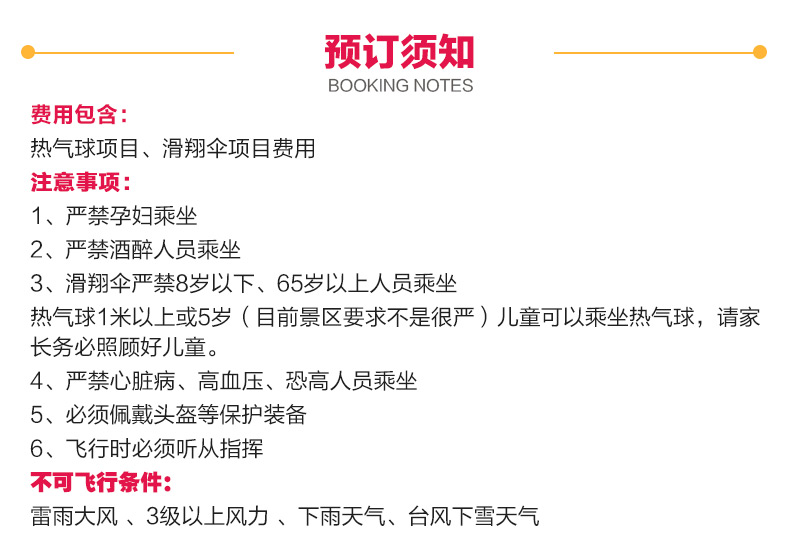 预订须知
BOOKING NOTES
费用包含：
热气球项目、滑翔伞项目费用
注意事项：
1、严禁孕妇乘坐
2、严禁酒醉人员乘坐
3、滑翔伞严禁8岁以下、65岁以上人员乘坐
热气球1米以上或5岁（目前景区要求不是很严）儿童可以乘坐热气球，请家
长务必照顾好儿童。
4、严禁心脏病、高血压、恐高人员乘坐
5、必须佩戴头盔等保护装备
6、飞行时必须听从指挥
不可飞行条件：
雷雨大风 、3级以上风力 、下雨天气、台风下雪天气